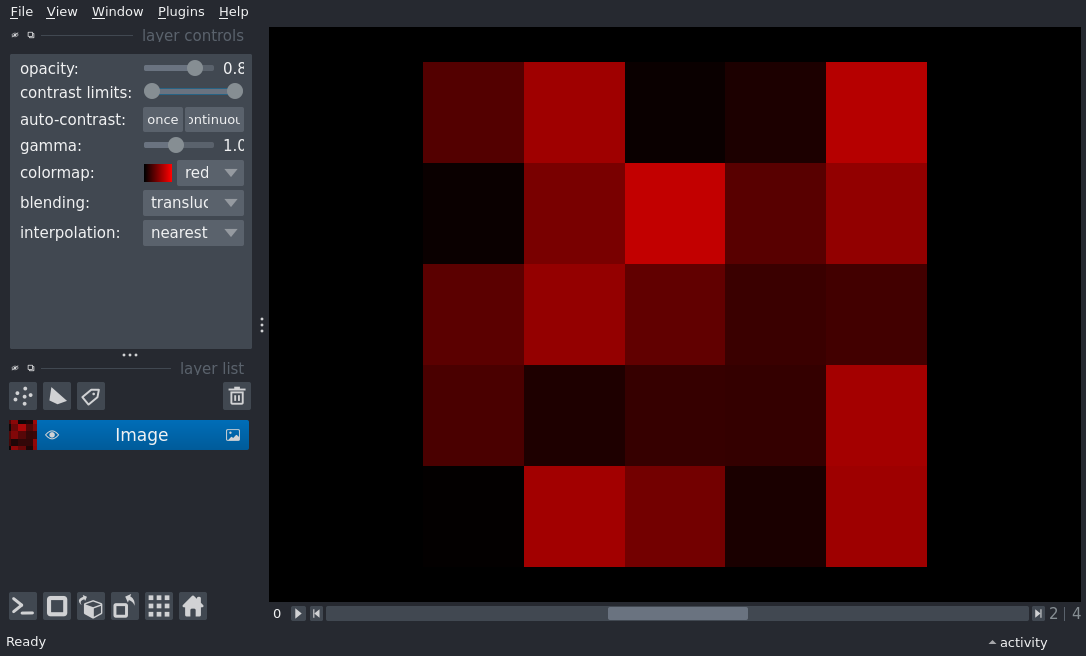 File View Window Plugins Help
layer controls
opacity: 0.8
contrast limits:
auto-contrast: once ontinuou
gamma: 1.0
colormap: red
blending: transluc
interpolation: nearest
layer list
Image
0 2 | 4
Ready activity